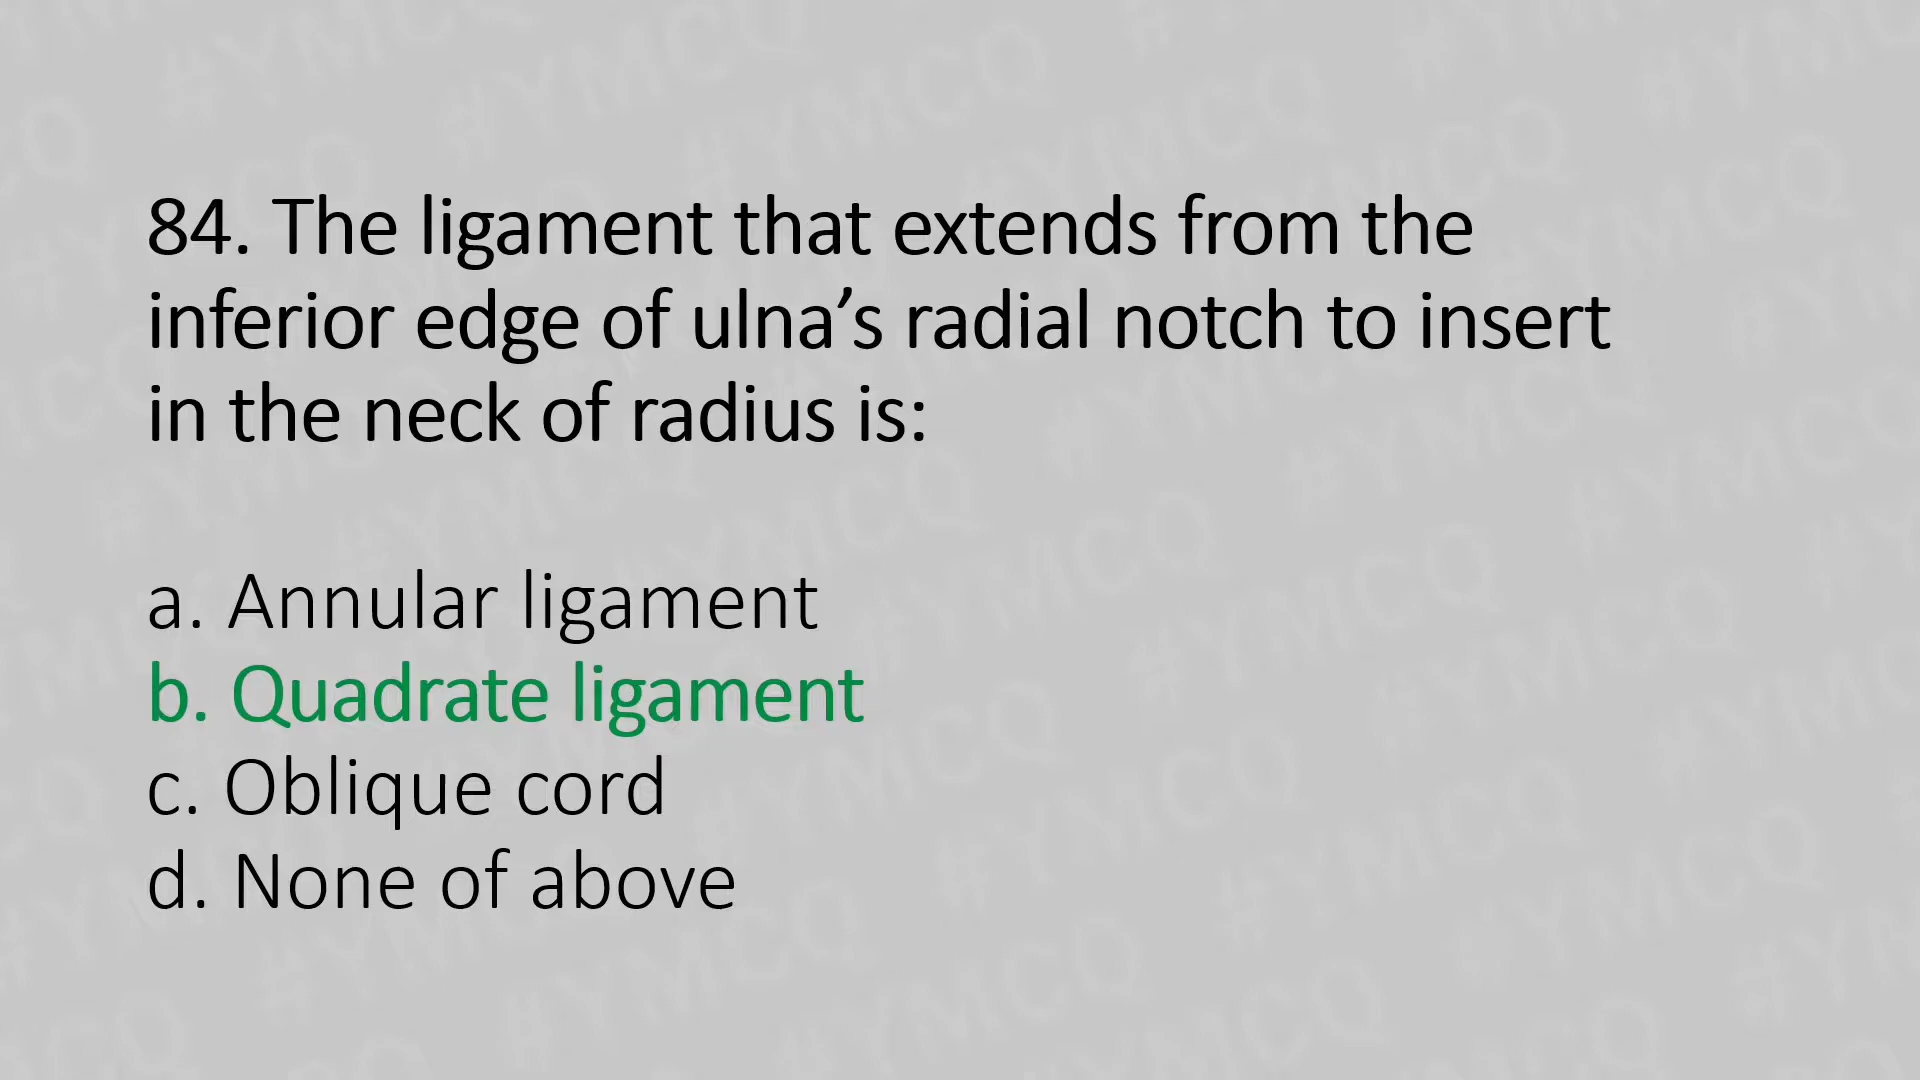 84. The ligament that extends from the
inferior edge of ulna’s radial notch to insert
in the neck of radius is:
a. Annular ligament
b. Quadrate ligament
c. Oblique cord
d. None of above
#YMCQ